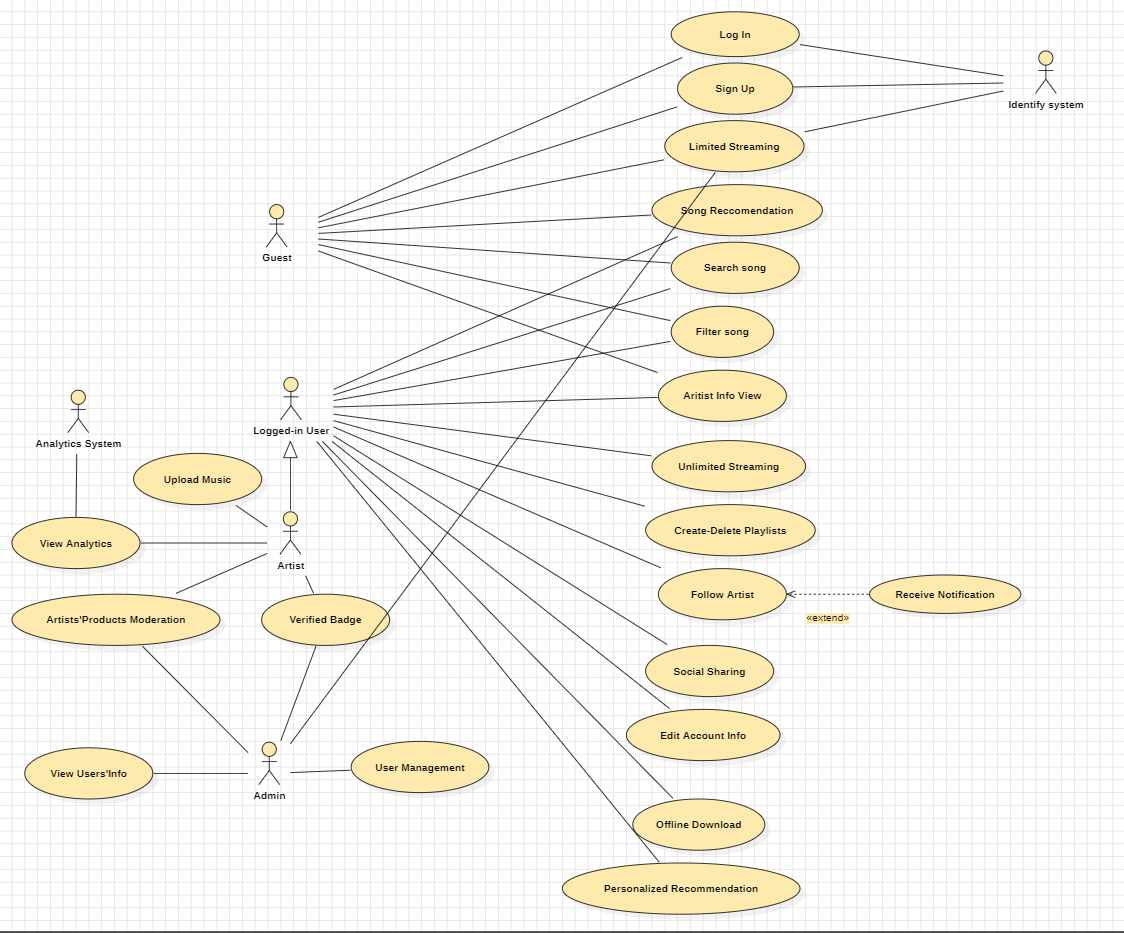 Log In
Sign Up
Identify system
Limited Streaming
Song Reccomendation
Guest
Search song
Filter song
Aritist Info View
Logged-in User
Analytics System
Unlimited Streaming
Upload Music
Create-Delete Playlists
View Analytics
Artist
Follow Artist
Receive Notification
«extend»
Artists'Products Moderation
Verified Badge
Social Sharing
Edit Account Info
View Users'Info
User Management
Admin
Offline Download
Personalized Recommendation